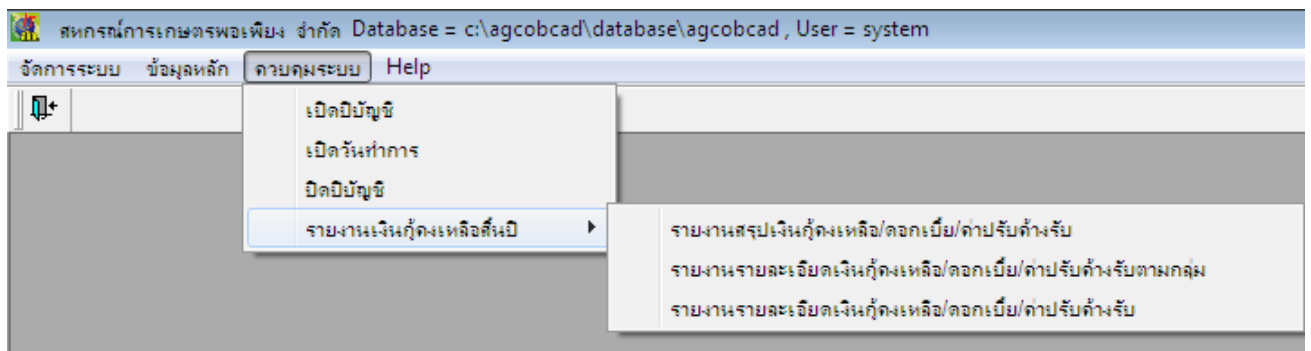 สหกรณ์การเกษตรพอเพียง จำกัด Database = c:\agcobcad\database\agcobcad , User = system
จัดการระบบ ข้อมูลหลัก ควบคุมระบบ Help
เปิดปีบัญชี
เปิดวันทำการ
ปิดปีบัญชี
รายงานเงินกู้คงเหลือสิ้นปี
รายงานสรุปเงินกู้คงเหลือ/ดอกเบี้ย/ค่าปรับค้างรับ
รายงานรายละเอียดเงินกู้คงเหลือ/ดอกเบี้ย/ค่าปรับค้างรับตามกลุ่ม
รายงานรายละเอียดเงินกู้คงเหลือ/ดอกเบี้ย/ค่าปรับค้างรับ